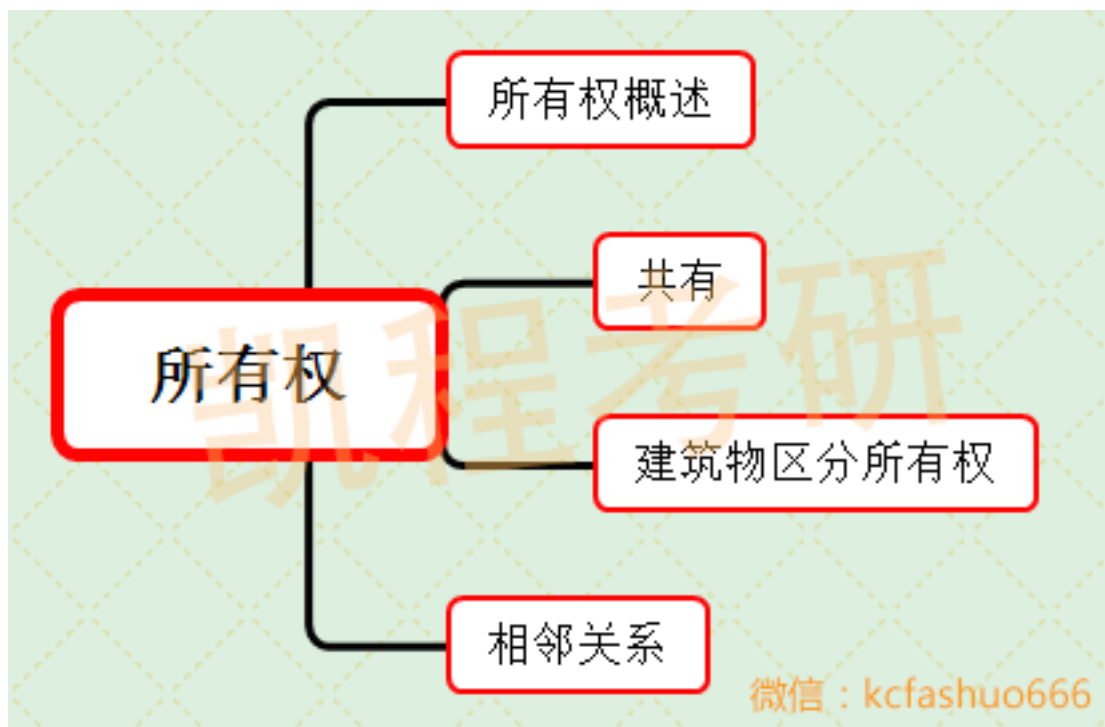 所有权概述
共有
所有权
建筑物区分所有权
相邻关系
凯程考研
微信：kcfashuo666